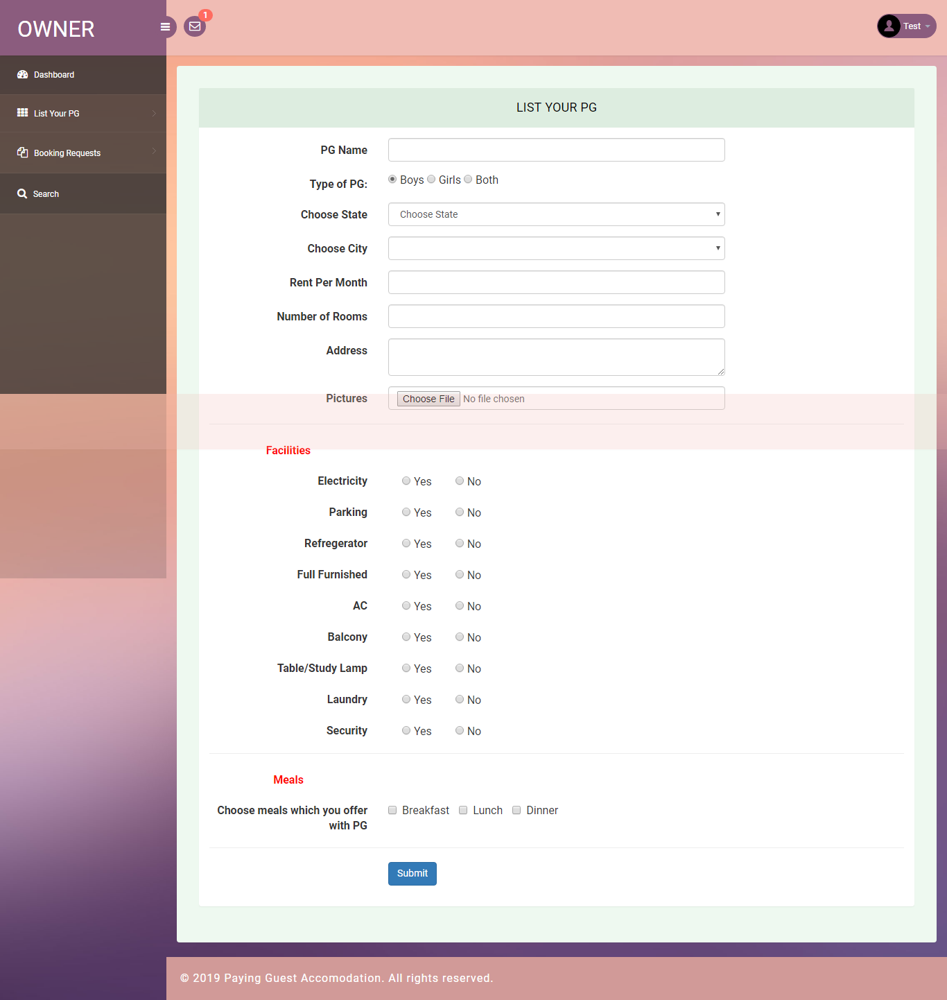 OWNER
1
Test
Dashboard
List Your PG
Booking Requests
Search
LIST YOUR PG
PG Name
Type of PG: Boys Girls Both
Choose State Choose State
Choose City
Rent Per Month
Number of Rooms
Address
Pictures Choose File No file chosen
Facilities
Electricity Yes No
Parking Yes No
Refregerator Yes No
Full Furnished Yes No
AC Yes No
Balcony Yes No
Table/Study Lamp Yes No
Laundry Yes No
Security Yes No
Meals
Choose meals which you offer Breakfast Lunch Dinner
with PG
Submit
© 2019 Paying Guest Accomodation. All rights reserved.